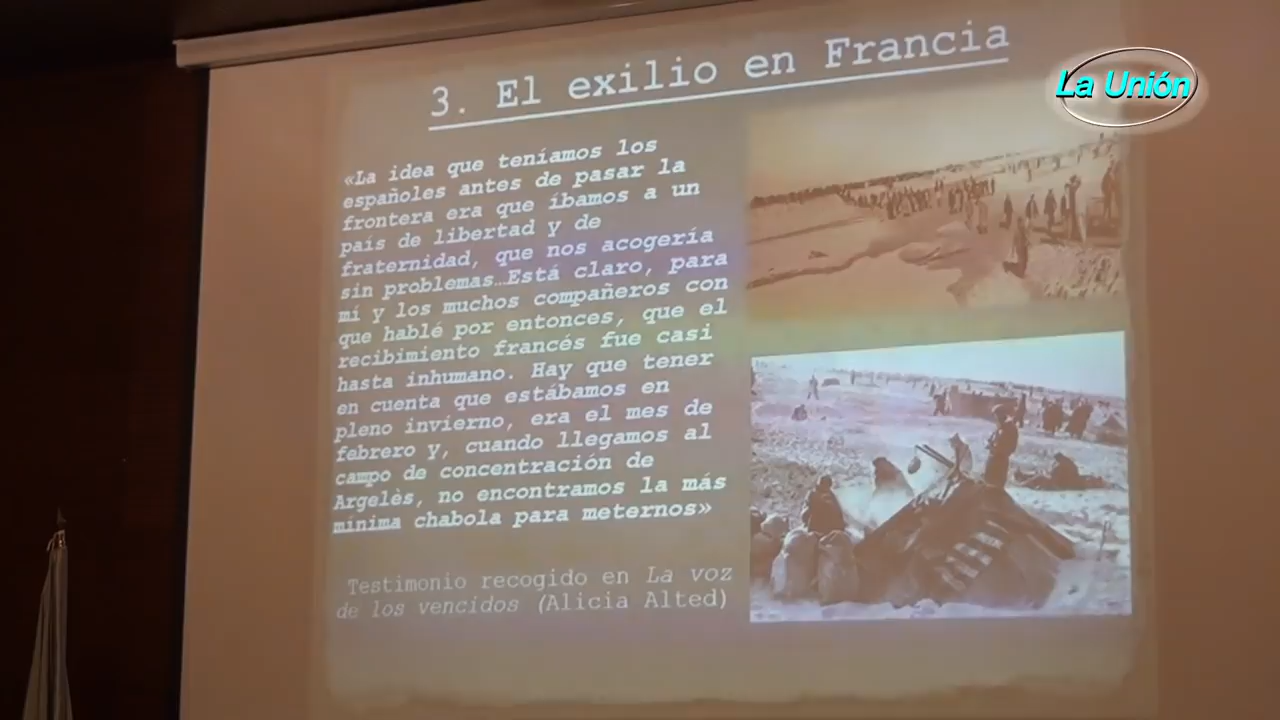 3. El exilio en Francia
La Unión
«La idea que teníamos los
españoles antes de pasar la
frontera era que íbamos a un
país de libertad y de
fraternidad, que nos acogería
sin problemas…Está claro, para
mí y los muchos compañeros con
que hablé por entonces, que el
recibimiento francés fue casi
hasta inhumano. Hay que tener
en cuenta que estábamos en
pleno invierno, era el mes de
febrero y, cuando llegamos al
campo de concentración de
Argelès, no encontramos la más
mínima chabola para meternos»
Testimonio recogido en La voz
de los vencidos (Alicia Alted)